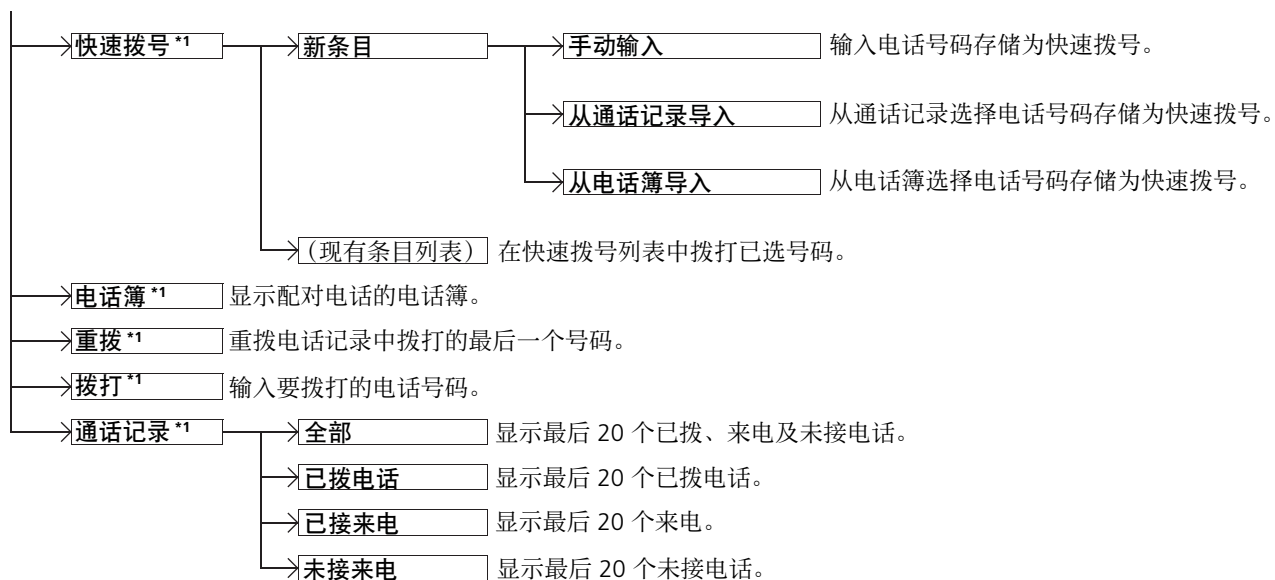 快速拨号 *1 新条目 手动输入 输入电话号码存储为快速拨号。
从通话记录导入 从通话记录选择电话号码存储为快速拨号。
从电话簿导入 从电话簿选择电话号码存储为快速拨号。
(现有条目列表) 在快速拨号列表中拨打已选号码。
电话簿 *1 显示配对电话的电话簿。
重拨 *1 重拨电话记录中拨打的最后一个号码。
拨打 *1 输入要拨打的电话号码。
通话记录 *1 全部 显示最后 20 个已拨、来电及未接电话。
已拨电话 显示最后 20 个已拨电话。
已接来电 显示最后 20 个来电。
未接来电 显示最后 20 个未接电话。